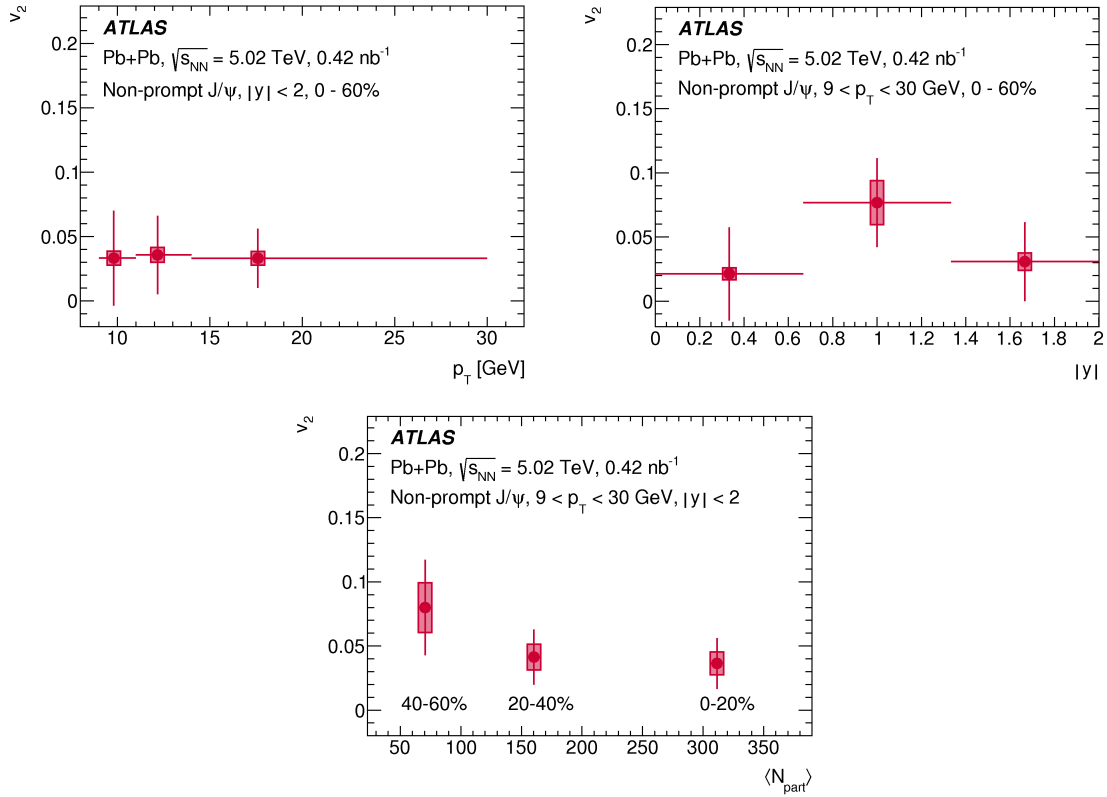 v2
ATLAS
Pb+Pb, √sNN = 5.02 TeV, 0.42 nb-1
Non-prompt J/ψ, |y| < 2, 0 - 60%
0.2
0.15
0.1
0.05
0
10 15 20 25 30
pT [GeV]
v2
ATLAS
Pb+Pb, √sNN = 5.02 TeV, 0.42 nb-1
Non-prompt J/ψ, 9 < pT < 30 GeV, 0 - 60%
0.2
0.15
0.1
0.05
0
0 0.2 0.4 0.6 0.8 1 1.2 1.4 1.6 1.8 2
|y|
v2
ATLAS
Pb+Pb, √sNN = 5.02 TeV, 0.42 nb-1
Non-prompt J/ψ, 9 < pT < 30 GeV, |y| < 2
0.2
0.15
0.1
0.05
0
40-60% 20-40% 0-20%
50 100 150 200 250 300 350
⟨Npart⟩